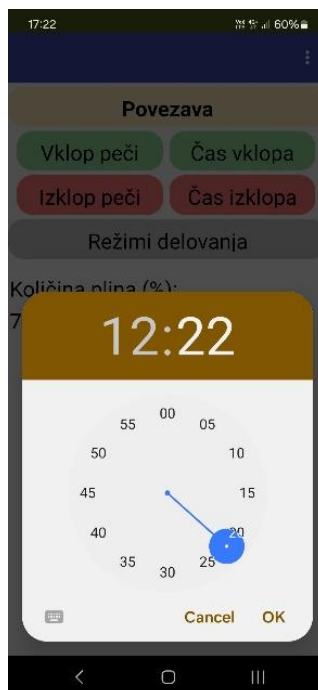 17:22 60%
Povezava
Vklop peči Čas vklopa
Izklop peči Čas izklopa
Režimi delovanja
Količina plina (%):
7
12:22
00
55 05
50 10
45 15
40 20
35 25
30
Cancel OK